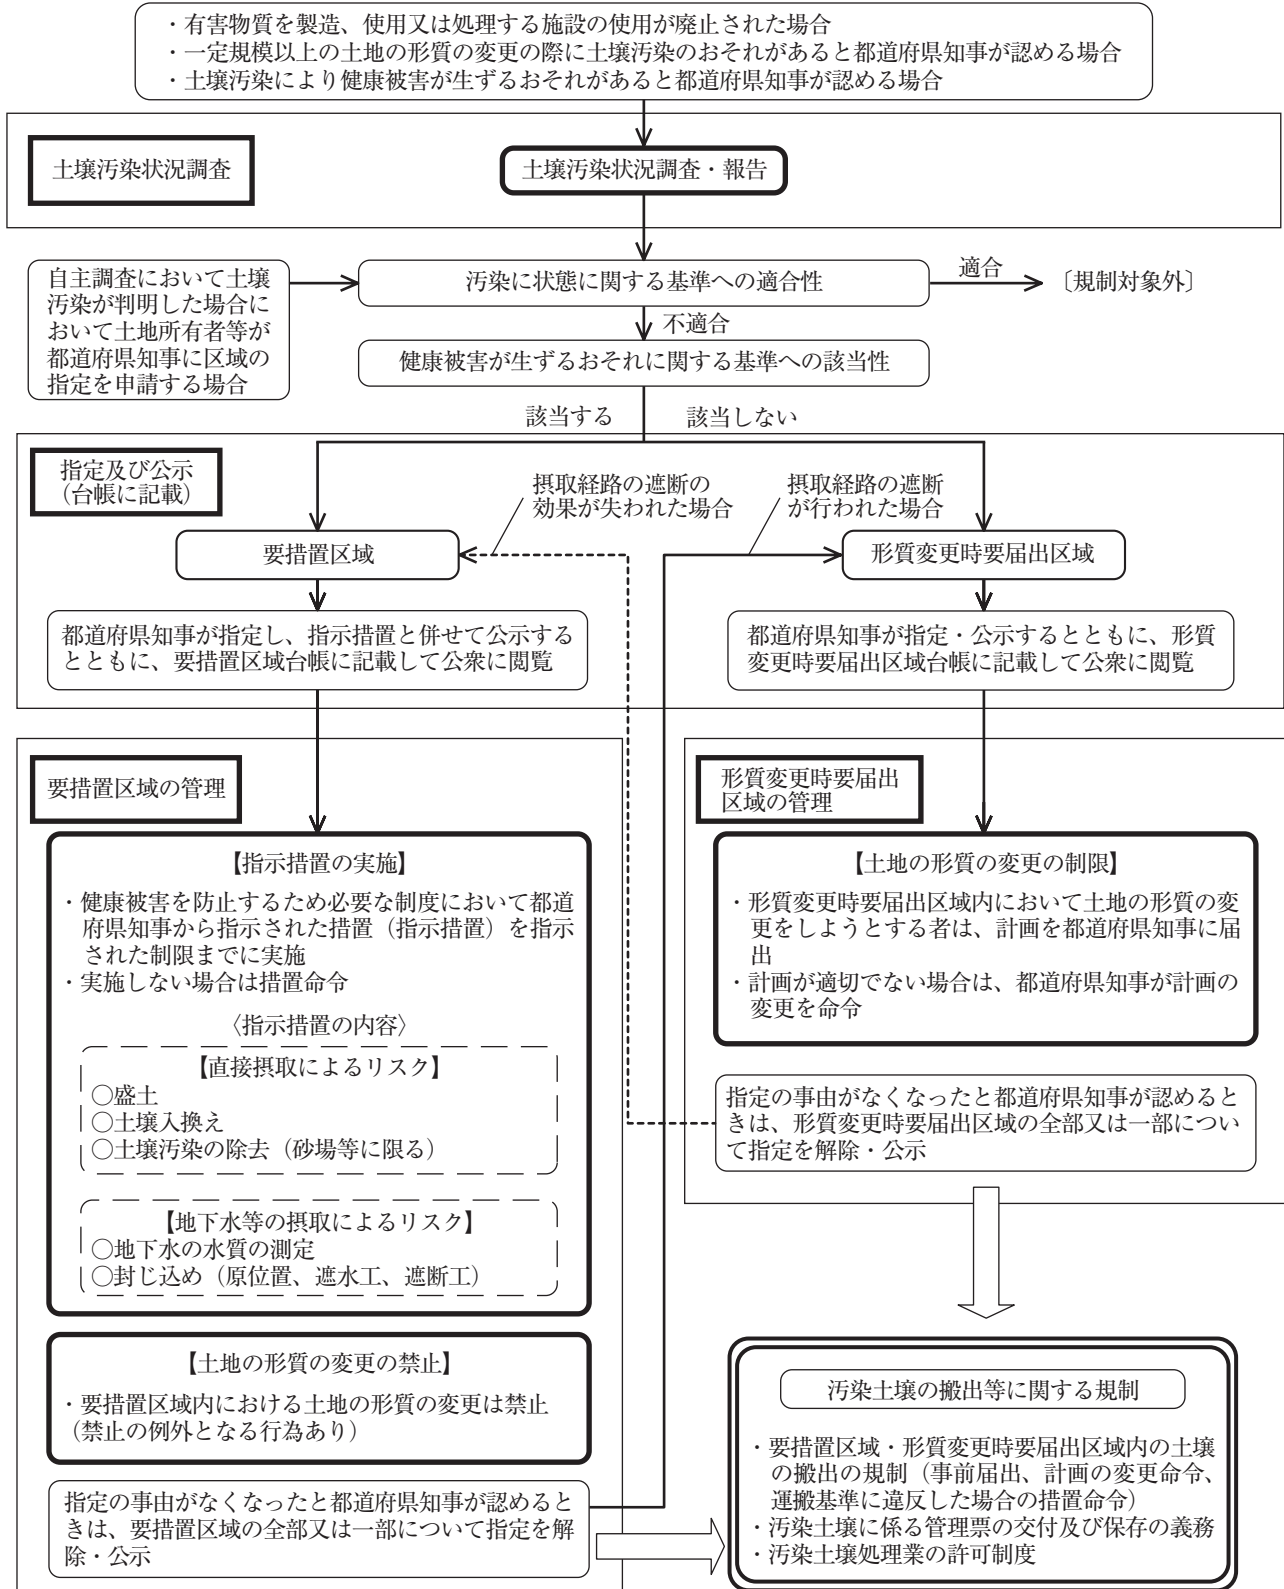 ・有害物質を製造、使用又は処理する施設の使用が廃止された場合
・一定規模以上の土地の形質の変更の際に土壌汚染のおそれがあると都道府県知事が認める場合
・土壌汚染により健康被害が生ずるおそれがあると都道府県知事が認める場合
土壌汚染状況調査
土壌汚染状況調査・報告
自主調査において土壌
汚染が判明した場合に
おいて土地所有者等が
都道府県知事に区域の
指定を申請する場合
汚染に状態に関する基準への適合性
適合
〔規制対象外〕
不適合
健康被害が生ずるおそれに関する基準への該当性
該当する
該当しない
指定及び公示
（台帳に記載）
摂取経路の遮断の
効果が失われた場合
摂取経路の遮断
が行われた場合
要措置区域
形質変更時要届出区域
都道府県知事が指定し、指示措置と併せて公示する
とともに、要措置区域台帳に記載して公衆に閲覧
都道府県知事が指定・公示するとともに、形質
変更時要届出区域台帳に記載して公衆に閲覧
要措置区域の管理
【指示措置の実施】
・健康被害を防止するため必要な制度において都道
府県知事から指示された措置（指示措置）を指示
された制限までに実施
・実施しない場合は措置命令
〈指示措置の内容〉
【直接摂取によるリスク】
○盛土
○土壌入換え
○土壌汚染の除去（砂場等に限る）
【地下水等の摂取によるリスク】
○地下水の水質の測定
○封じ込め（原位置、遮水工、遮断工）
【土地の形質の変更の禁止】
・要措置区域内における土地の形質の変更は禁止
（禁止の例外となる行為あり）
指定の事由がなくなったと都道府県知事が認めると
きは、要措置区域の全部又は一部について指定を解
除・公示
形質変更時要届出
区域の管理
【土地の形質の変更の制限】
・形質変更時要届出区域内において土地の形質の変
更をしようとする者は、計画を都道府県知事に届
出
・計画が適切でない場合は、都道府県知事が計画の
変更を命令
指定の事由がなくなったと都道府県知事が認めると
きは、形質変更時要届出区域の全部又は一部につい
て指定を解除・公示
汚染土壌の搬出等に関する規制
・要措置区域・形質変更時要届出区域内の土壌
の搬出の規制（事前届出、計画の変更命令、
運搬基準に違反した場合の措置命令）
・汚染土壌に係る管理票の交付及び保存の義務
・汚染土壌処理業の許可制度